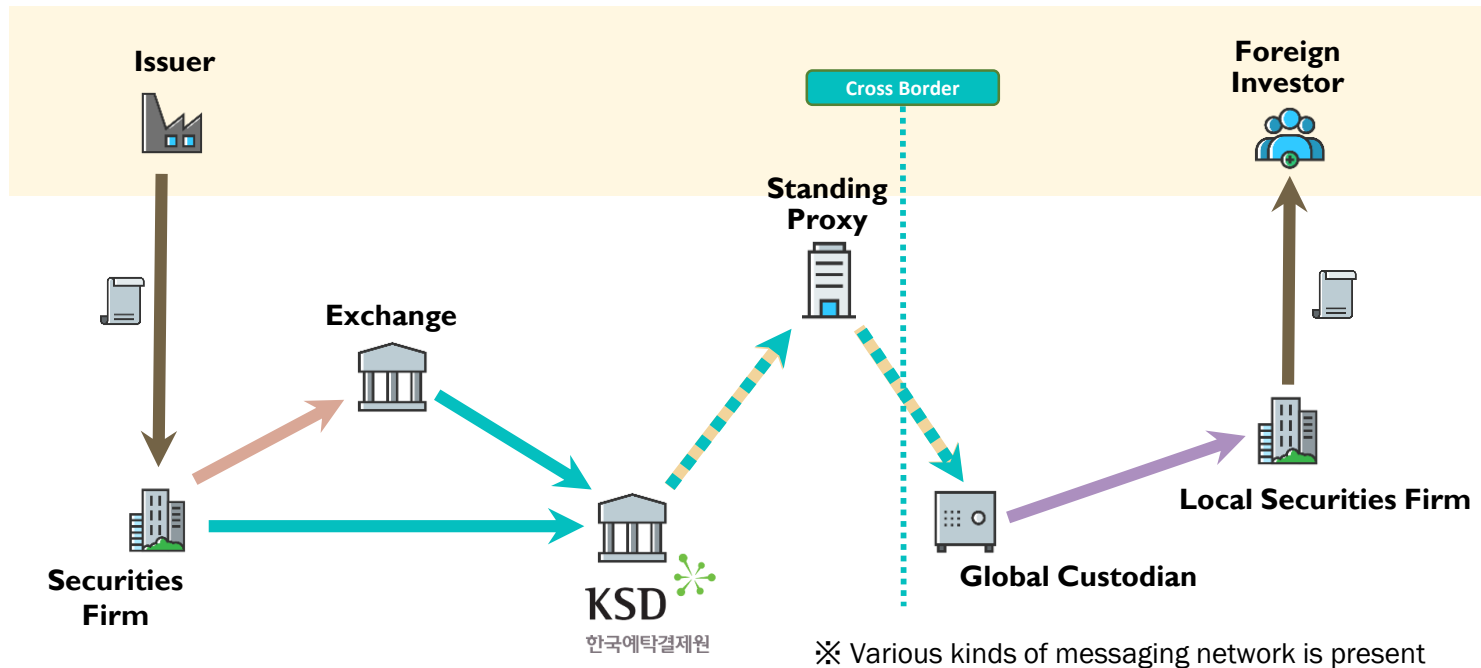 Issuer
Cross Border
Foreign
Investor
Standing
Proxy
Exchange
Securities
Firm
KSD
한국예탁결제원
Global Custodian
Local Securities Firm
※ Various kinds of messaging network is present